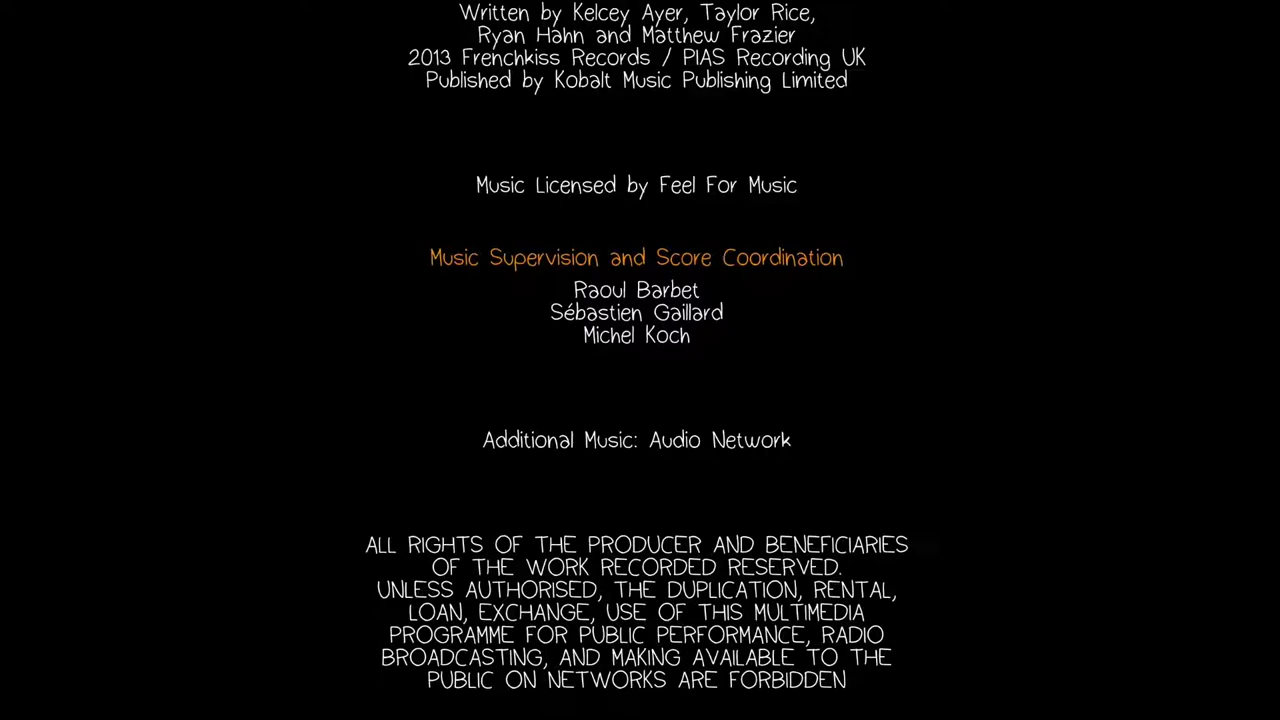 Written by Kelcey Ayer, Taylor Rice,
Ryan Hahn and Matthew Frazier
2013 Frenchkiss Records / PIAS Recording UK
Published by Kobalt Music Publishing Limited
Music Licensed by Feel For Music
Music Supervision and Score Coordination
Raoul Barbet
Sébastien Gaillard
Michel Koch
Additional Music: Audio Network
ALL RIGHTS OF THE PRODUCER AND BENEFICIARIES
OF THE WORK RECORDED RESERVED.
UNLESS AUTHORISED, THE DUPLICATION, RENTAL,
LOAN, EXCHANGE, USE OF THIS MULTIMEDIA
PROGRAMME FOR PUBLIC PERFORMANCE, RADIO
BROADCASTING, AND MAKING AVAILABLE TO THE
PUBLIC ON NETWORKS ARE FORBIDDEN